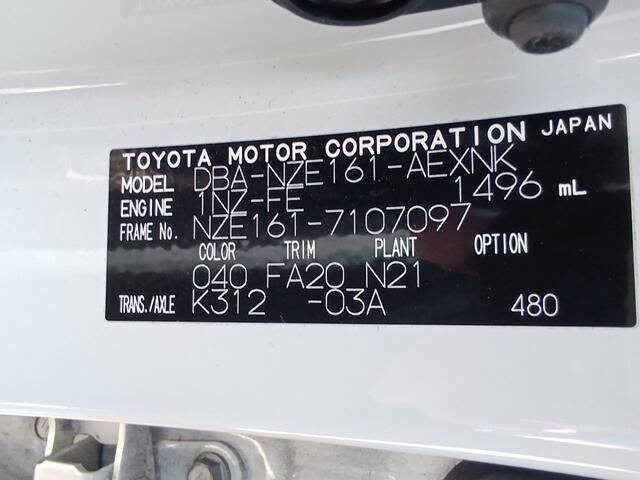 TOYOTA MOTOR CORPORATION JAPAN
MODEL DBA-NZE161-AEXNK
ENGINE 1NZ-FE 1496 mL
FRAME No. NZE161-7107097
COLOR TRIM PLANT OPTION
040 FA20 N21
TRANS./AXLE K312 -03A 480